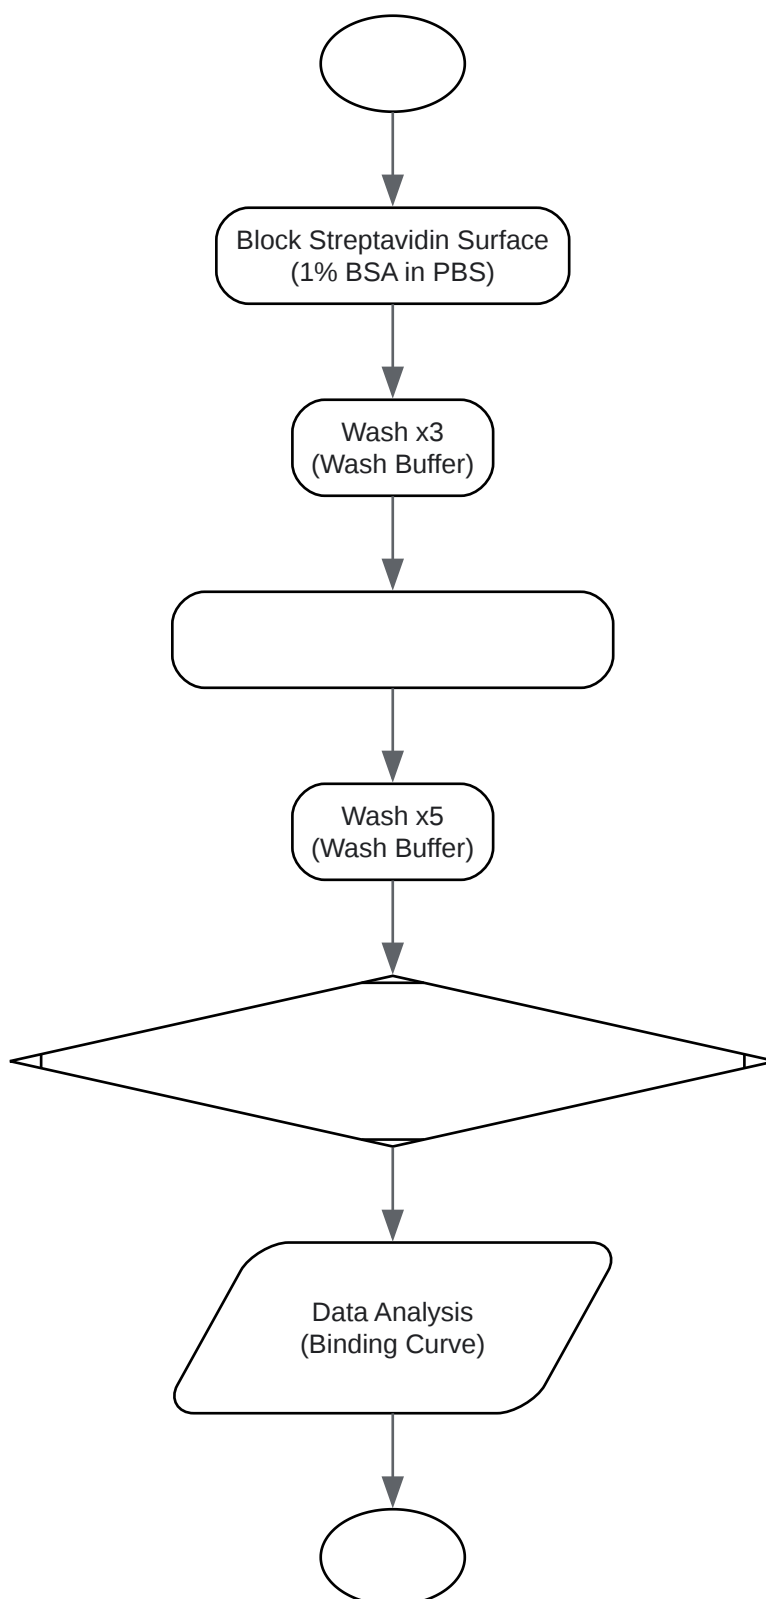 Block Streptavidin Surface
(1% BSA in PBS)
Wash x3
(Wash Buffer)
Wash x5
(Wash Buffer)
Data Analysis
(Binding Curve)